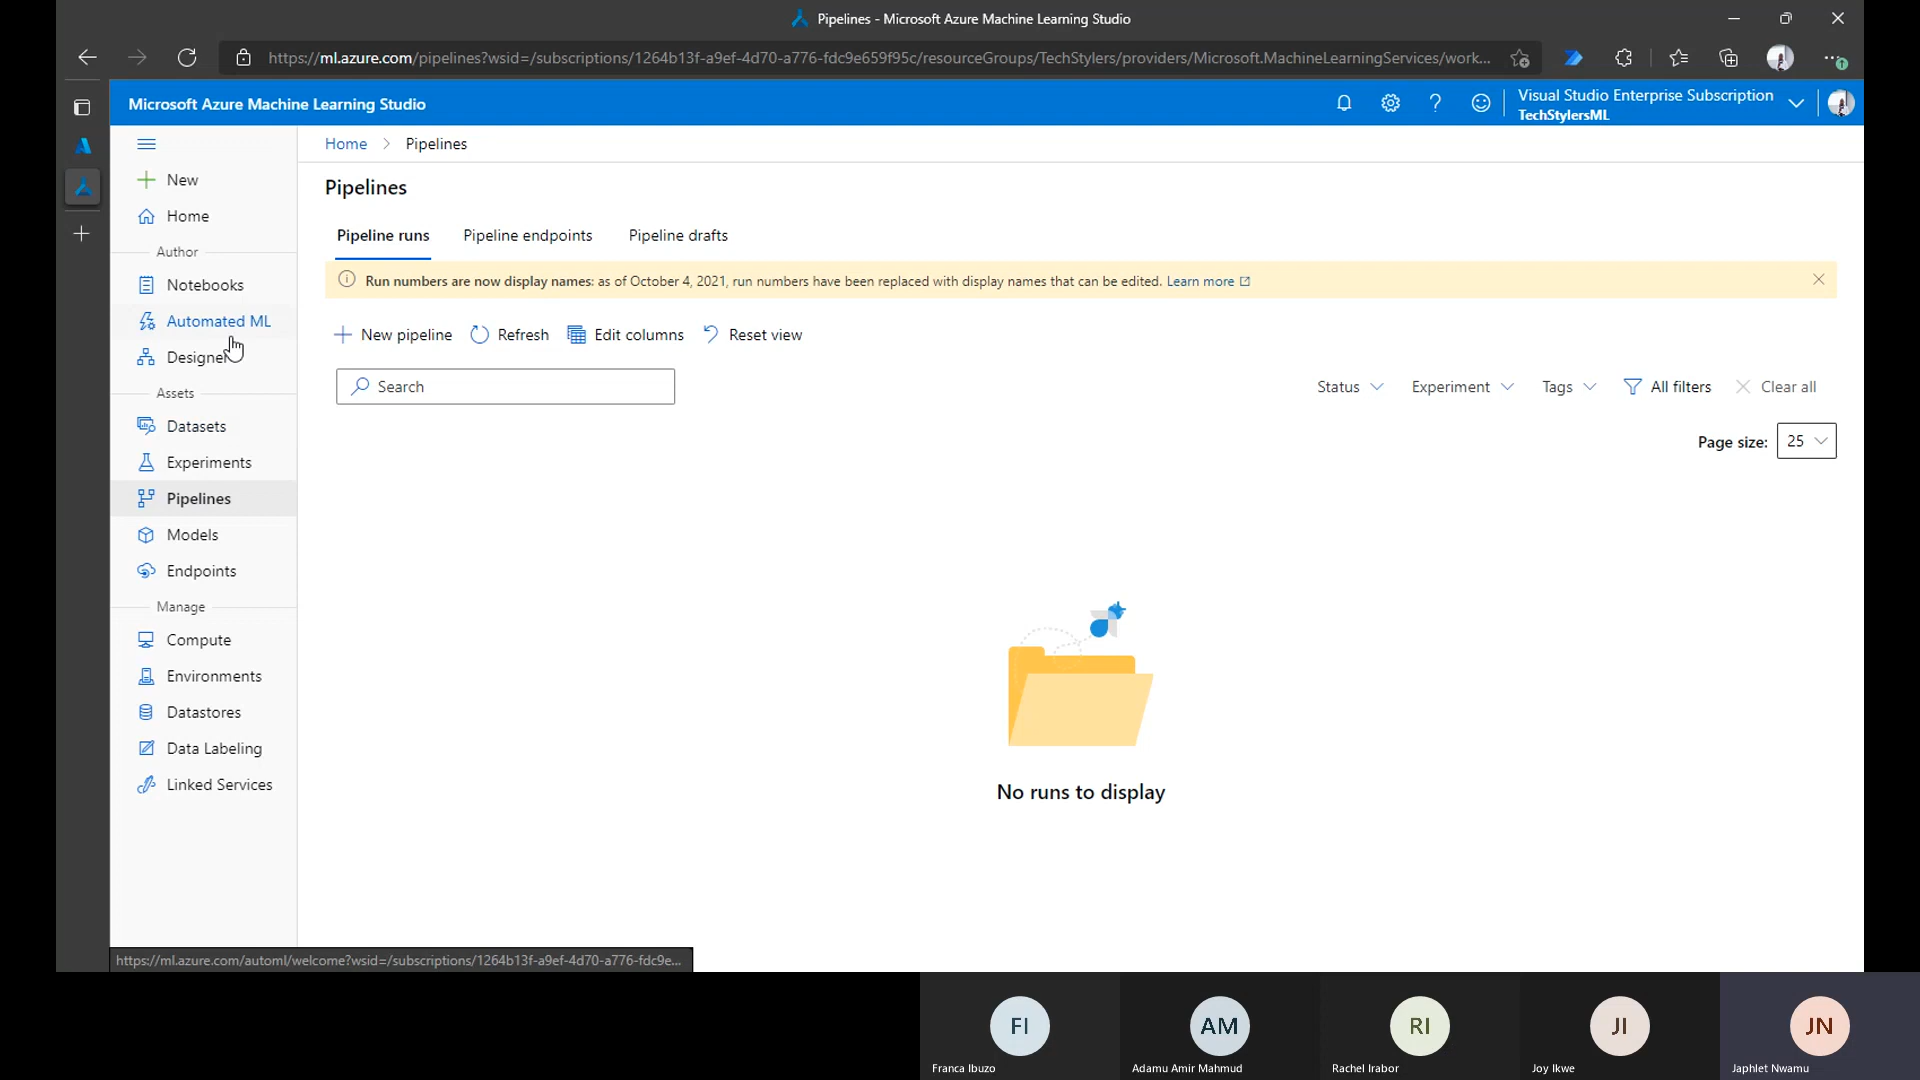 Pipelines - Microsoft Azure Machine Learning Studio
https://ml.azure.com/pipelines?wsid=/subscriptions/1264b13f-a9ef-4d70-a776-fdc9e659f95c/resourceGroups/TechStylers/providers/Microsoft.MachineLearningServices/work...
Microsoft Azure Machine Learning Studio
Visual Studio Enterprise Subscription
TechStylersML
Home > Pipelines
New
Home
Author
Notebooks
Automated ML
Designer
Assets
Datasets
Experiments
Pipelines
Models
Endpoints
Manage
Compute
Environments
Datastores
Data Labeling
Linked Services
Pipelines
Pipeline runs Pipeline endpoints Pipeline drafts
Run numbers are now display names: as of October 4, 2021, run numbers have been replaced with display names that can be edited. Learn more
New pipeline Refresh Edit columns Reset view
Search
Status Experiment Tags All filters Clear all
Page size: 25
No runs to display
https://ml.azure.com/automl/welcome?wsid=/subscriptions/1264b13f-a9ef-4d70-a776-fdc9e...
FI AM RI JI JN
Franca Ibuzo Adamu Amir Mahmud Rachel Irabor Joy Ikwe Japhlet Nwamu